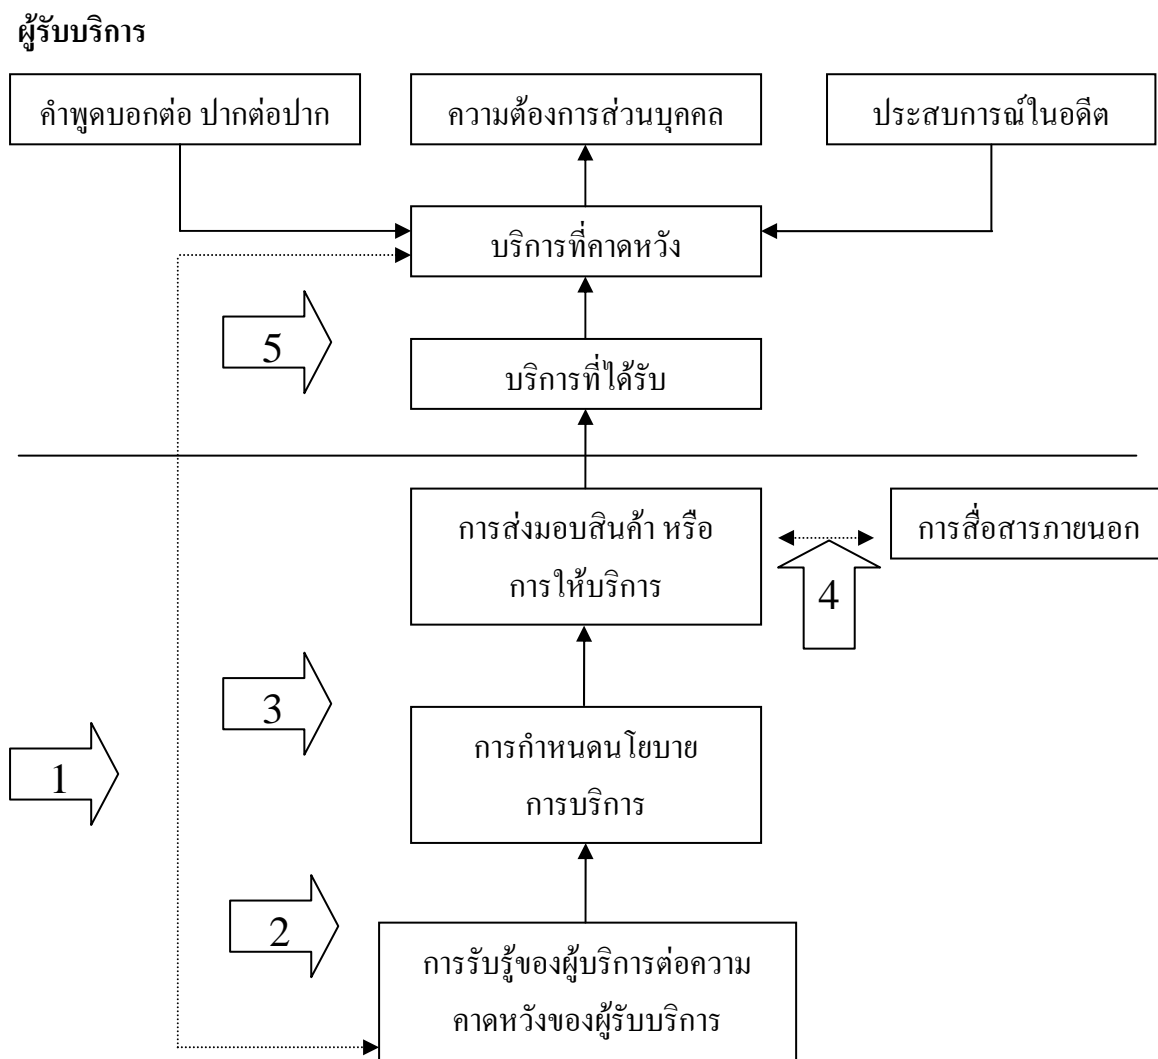 ผู้รับบริการ
คำพูดบอกต่อ ปากต่อปาก
ความต้องการส่วนบุคคล
ประสบการณ์ในอดีต
บริการที่คาดหวัง
5
บริการที่ได้รับ
การส่งมอบสินค้า หรือ
การให้บริการ
การสื่อสารภายนอก
4
3
การกำหนดนโยบาย
การบริการ
1
2
การรับรู้ของผู้บริการต่อความ
คาดหวังของผู้รับบริการ